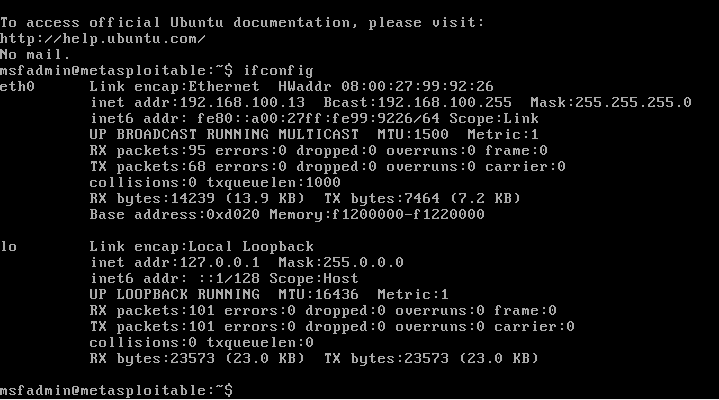 To access official Ubuntu documentation, please visit:
http://help.ubuntu.com/
No mail.
msfadmin@metasploitable:~$ ifconfig
eth0      Link encap:Ethernet  HWaddr 08:00:27:99:92:26
          inet addr:192.168.100.13  Bcast:192.168.100.255  Mask:255.255.255.0
          inet6 addr: fe80::a00:27ff:fe99:9226/64 Scope:Link
          UP BROADCAST RUNNING MULTICAST  MTU:1500  Metric:1
          RX packets:95 errors:0 dropped:0 overruns:0 frame:0
          TX packets:68 errors:0 dropped:0 overruns:0 carrier:0
          collisions:0 txqueuelen:1000
          RX bytes:14239 (13.9 KB)  TX bytes:7464 (7.2 KB)
          Base address:0xd020 Memory:f1200000-f1220000
lo        Link encap:Local Loopback
          inet addr:127.0.0.1  Mask:255.0.0.0
          inet6 addr: ::1/128 Scope:Host
          UP LOOPBACK RUNNING  MTU:16436  Metric:1
          RX packets:101 errors:0 dropped:0 overruns:0 frame:0
          TX packets:101 errors:0 dropped:0 overruns:0 carrier:0
          collisions:0 txqueuelen:0
          RX bytes:23573 (23.0 KB)  TX bytes:23573 (23.0 KB)
msfadmin@metasploitable:~$